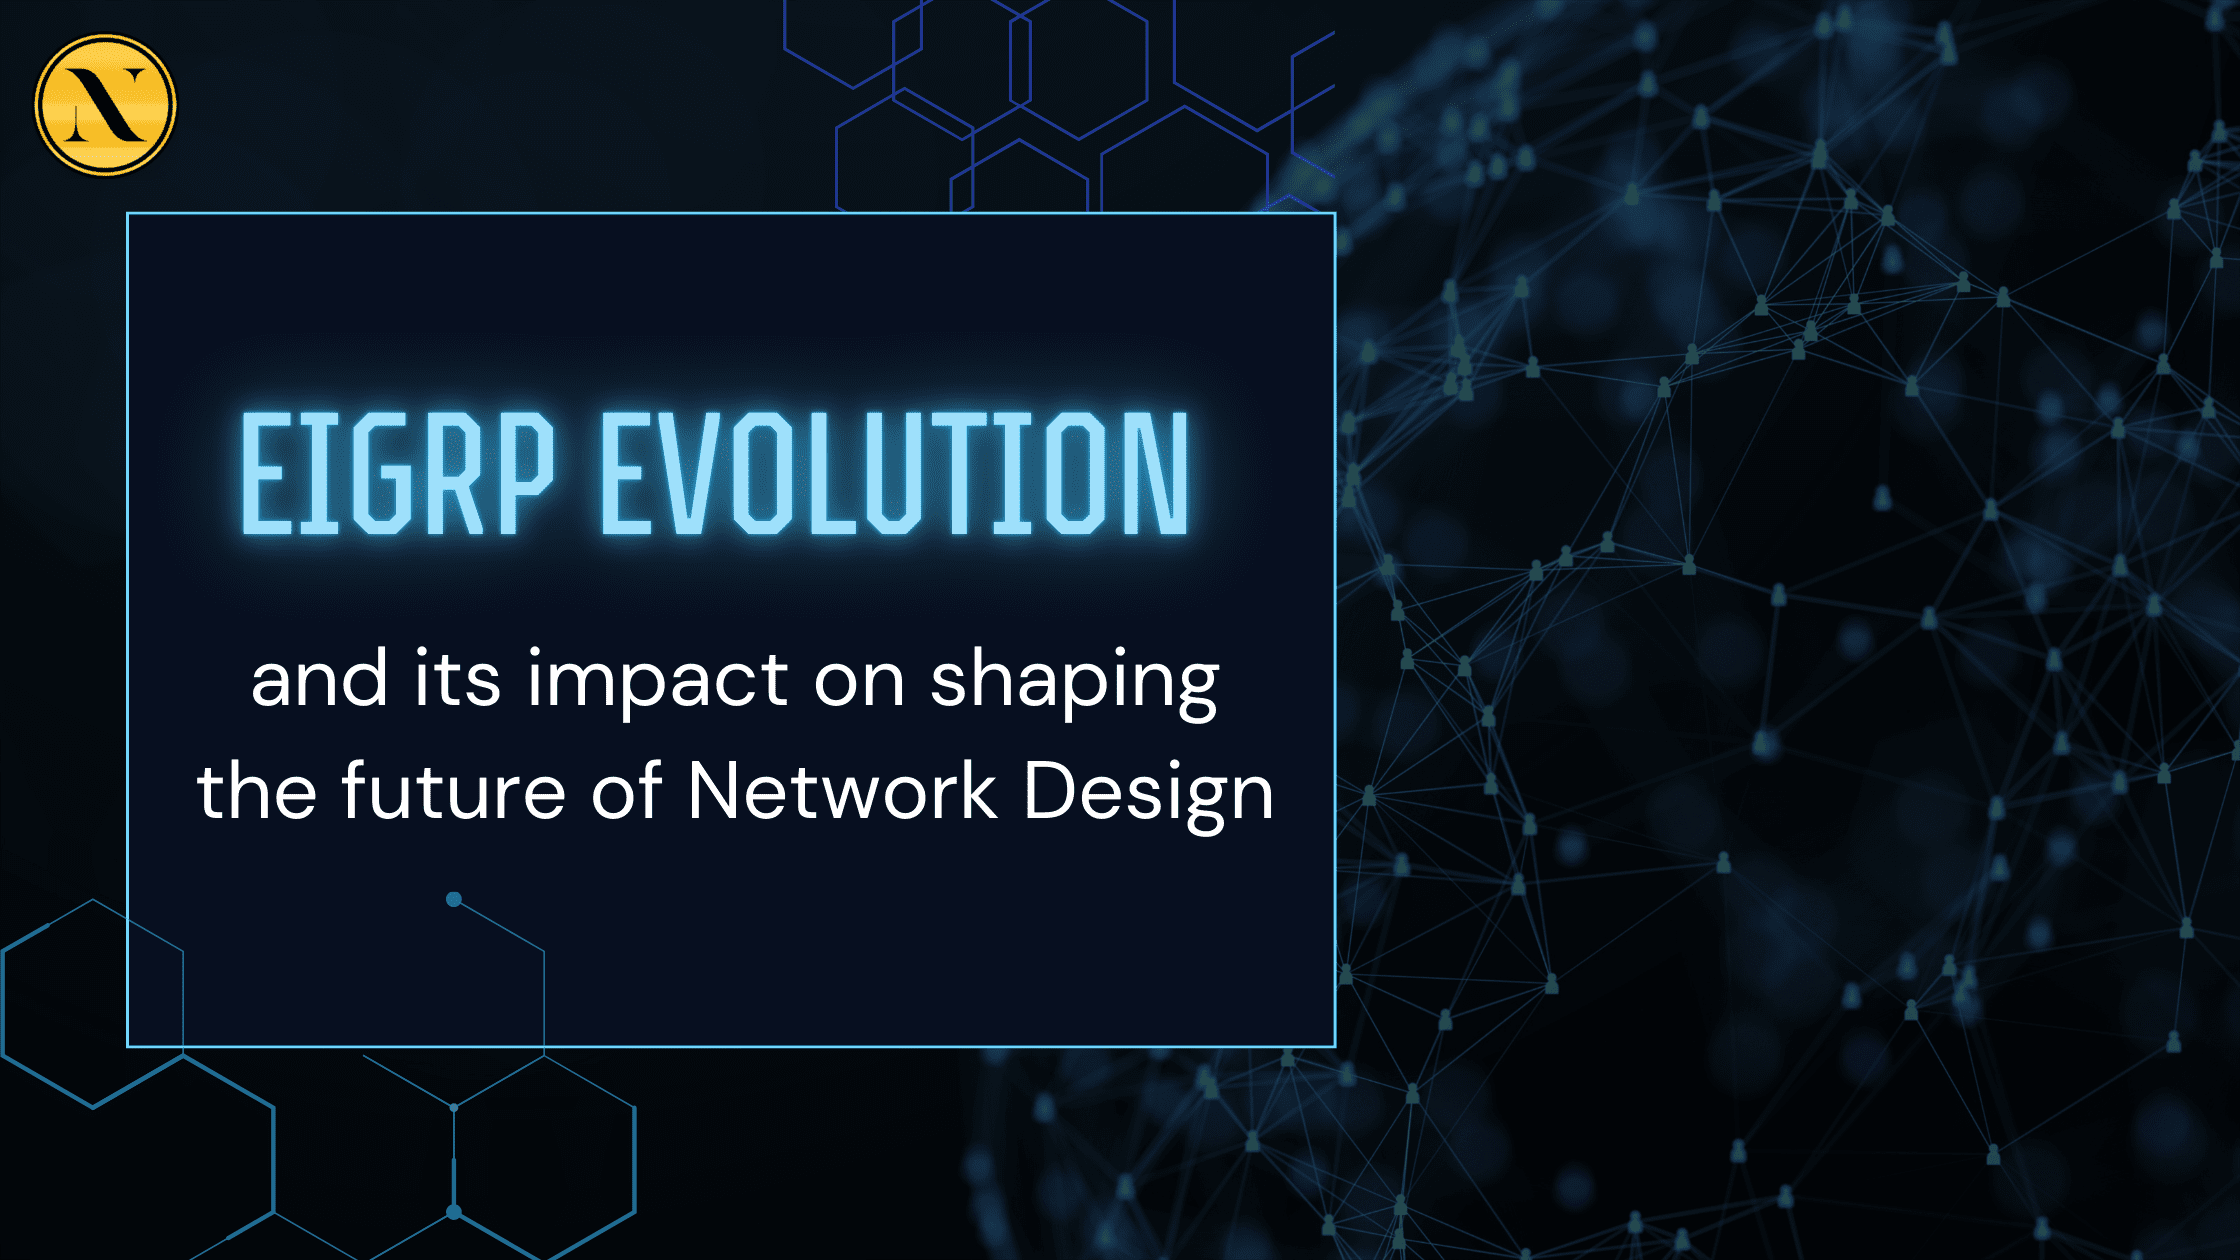 N
EIGRP EVOLUTION
and its impact on shaping
the future of Network Design